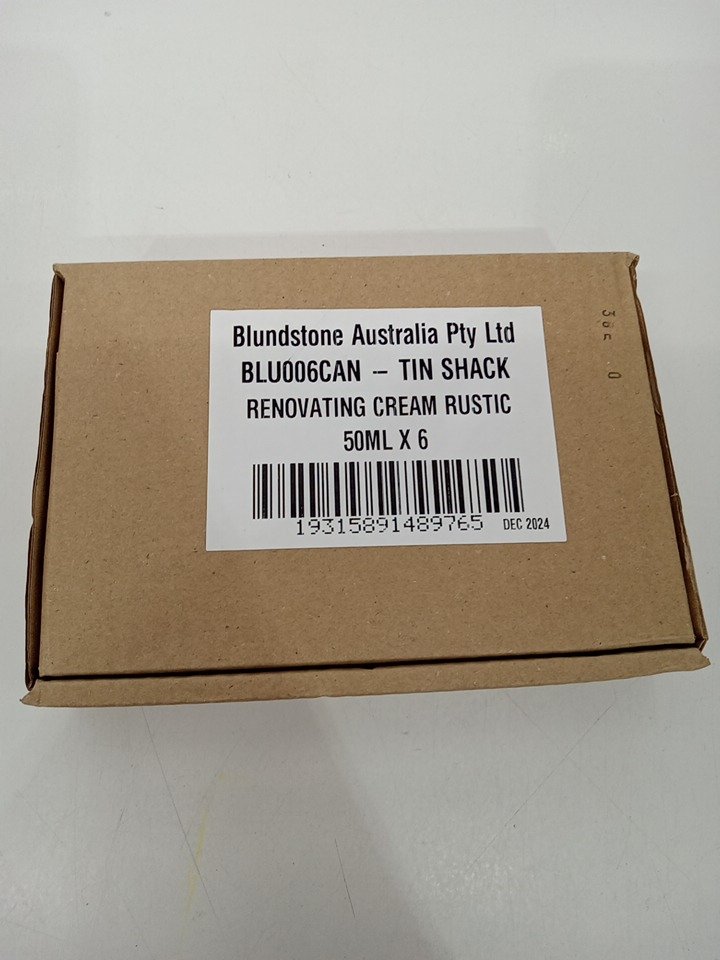 Blundstone Australia Pty Ltd
BLU006CAN -- TIN SHACK
RENOVATING CREAM RUSTIC
50ML X 6
19315891489765 DEC 2024